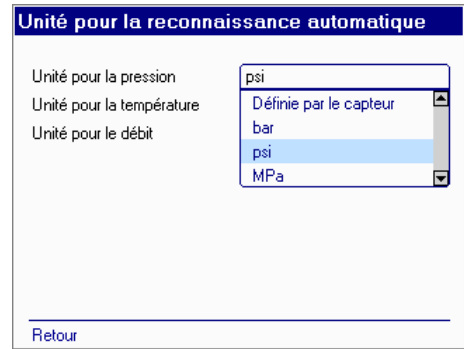 Unité pour la reconnaissance automatique
Unité pour la pression psi
Unité pour la température Définie par le capteur
Unité pour le débit bar
psi
MPa
Retour